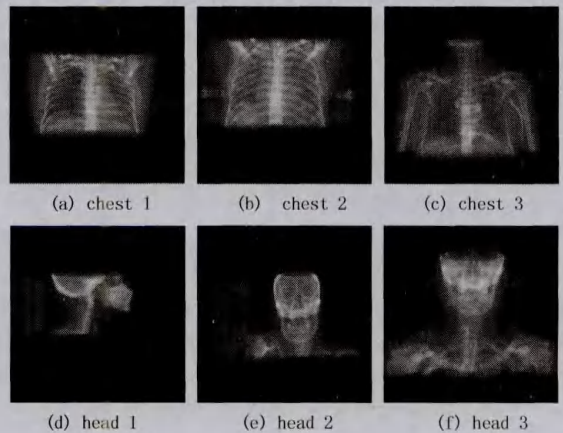 (a) chest 1
(b) chest 2
(c) chest 3
(d) head 1
(e) head 2
(f) head 3